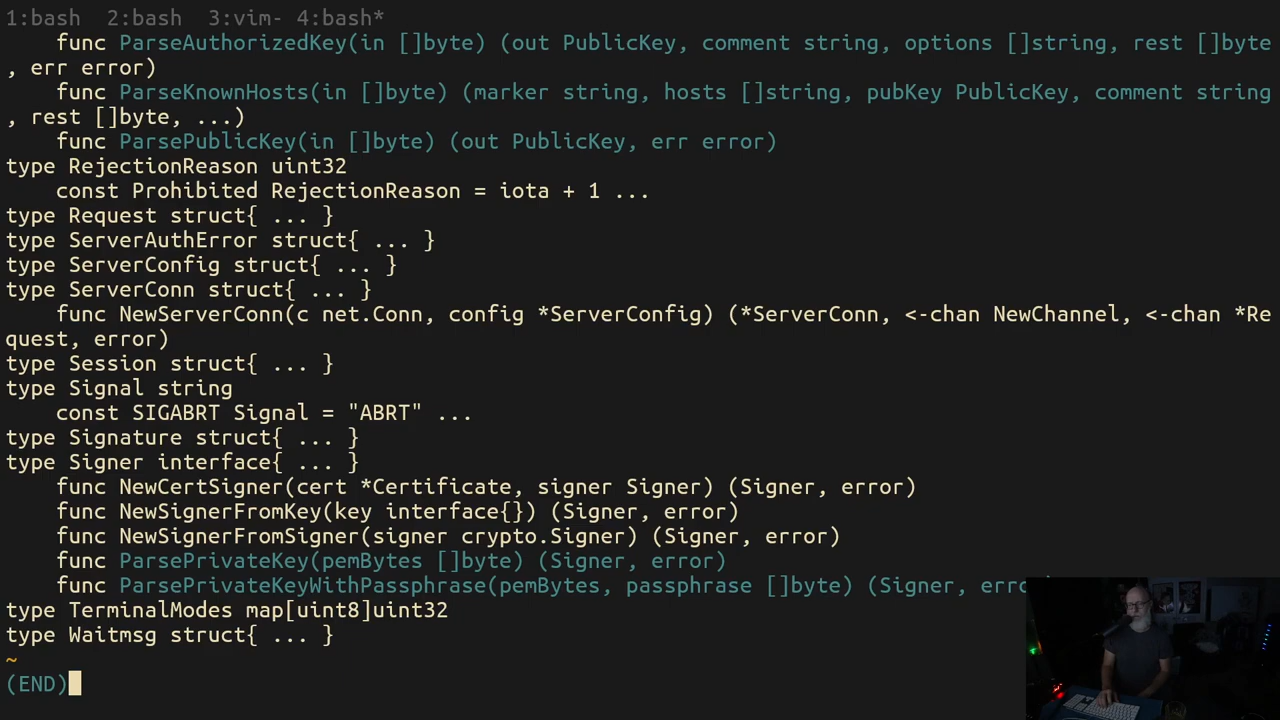 1:bash  2:bash  3:vim- 4:bash*
    func ParseAuthorizedKey(in []byte) (out PublicKey, comment string, options []string, rest []byte
, err error)
    func ParseKnownHosts(in []byte) (marker string, hosts []string, pubKey PublicKey, comment string
, rest []byte, ...)
    func ParsePublicKey(in []byte) (out PublicKey, err error)
type RejectionReason uint32
    const Prohibited RejectionReason = iota + 1 ...
type Request struct{ ... }
type ServerAuthError struct{ ... }
type ServerConfig struct{ ... }
type ServerConn struct{ ... }
    func NewServerConn(c net.Conn, config *ServerConfig) (*ServerConn, <-chan NewChannel, <-chan *Re
quest, error)
type Session struct{ ... }
type Signal string
    const SIGABRT Signal = "ABRT" ...
type Signature struct{ ... }
type Signer interface{ ... }
    func NewCertSigner(cert *Certificate, signer Signer) (Signer, error)
    func NewSignerFromKey(key interface{}) (Signer, error)
    func NewSignerFromSigner(signer crypto.Signer) (Signer, error)
    func ParsePrivateKey(pemBytes []byte) (Signer, error)
    func ParsePrivateKeyWithPassphrase(pemBytes, passphrase []byte) (Signer,
type TerminalModes map[uint8]uint32
type Waitmsg struct{ ... }
~
(END)